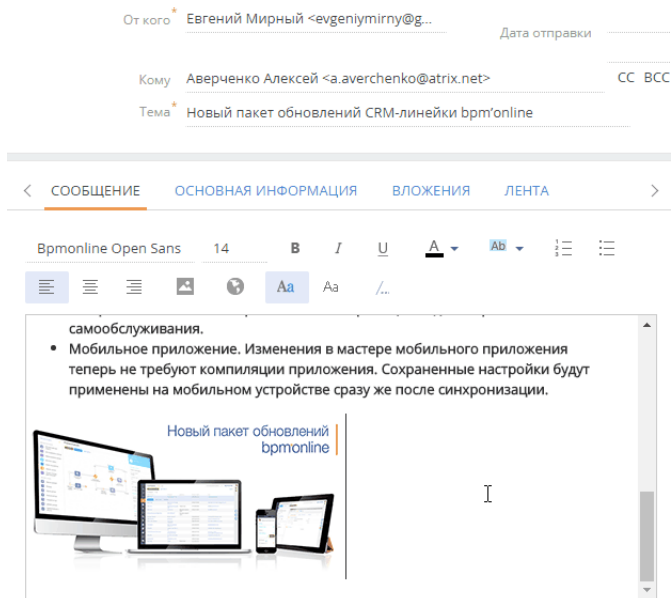 От кого* Евгений Мирный <evgeniymirny@g...
Дата отправки
Кому Аверченко Алексей <a.averchenko@atrix.net> CC BCC
Тема* Новый пакет обновлений CRM-линейки bpm'online
СООБЩЕНИЕ ОСНОВНАЯ ИНФОРМАЦИЯ ВЛОЖЕНИЯ ЛЕНТА
Bpmonline Open Sans 14 B I U A Ab
Aa Aa /...
самообслуживания.
• Мобильное приложение. Изменения в мастере мобильного приложения
теперь не требуют компиляции приложения. Сохраненные настройки будут
применены на мобильном устройстве сразу же после синхронизации.
Новый пакет обновлений
bpmonline